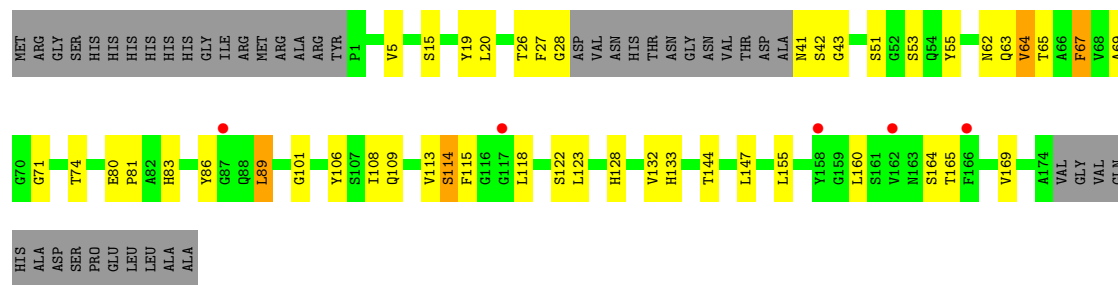 MET ARG GLY SER HIS HIS HIS HIS HIS HIS GLY ILE ARG MET ARG ALA ARG TYR P1 V5 S15 Y19 L20 T26 F27 G28 ASP VAL ASN HIS THR ASN GLY ASN VAL THR ASP ALA N41 S42 G43 S51 G52 S53 Q54 Y55 N62 Q63 V64 T65 A66 F67 V68 A69
G70 G71 T74 E80 P81 A82 H83 Y86 G87 Q88 L89 G101 Y106 S107 I108 Q109 V113 S114 F115 G116 G117 L118 S122 L123 H128 V132 H133 T144 L147 L155 Y158 G159 L160 S161 V162 N163 S164 T165 F166 V169 A174 VAL GLY VAL GLN
HIS ALA ASP SER PRO GLU LEU LEU ALA ALA